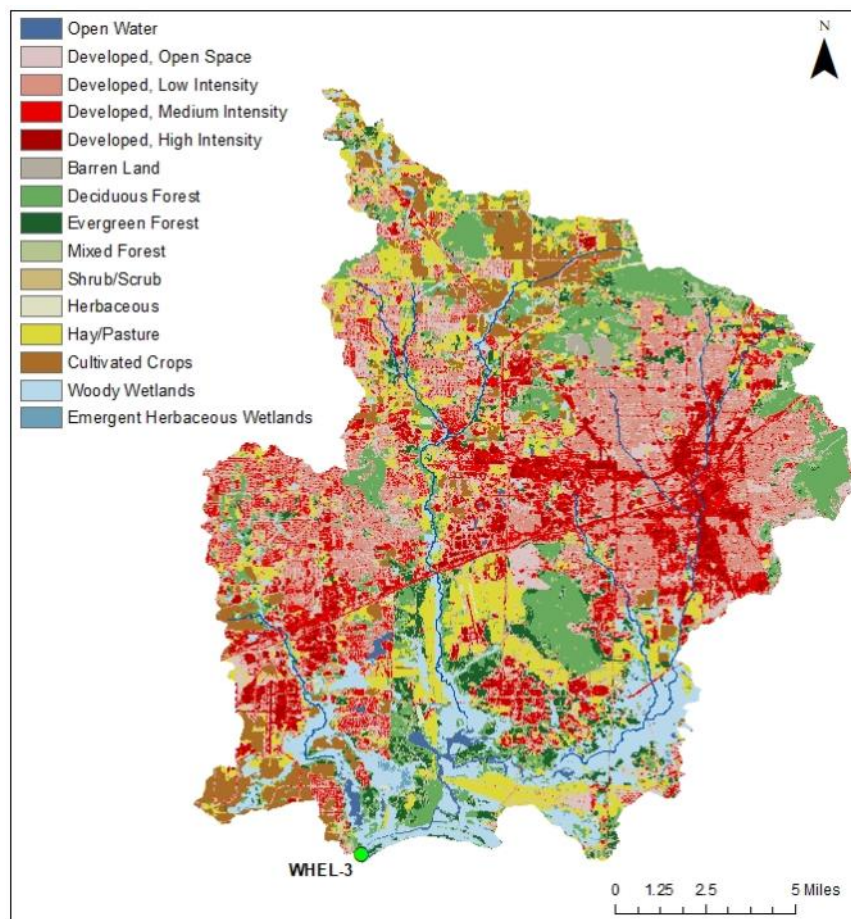 Open Water
Developed, Open Space
Developed, Low Intensity
Developed, Medium Intensity
Developed, High Intensity
Barren Land
Deciduous Forest
Evergreen Forest
Mixed Forest
Shrub/Scrub
Herbaceous
Hay/Pasture
Cultivated Crops
Woody Wetlands
Emergent Herbaceous Wetlands
N
WHEL-3
0 1.25 2.5 5 Miles